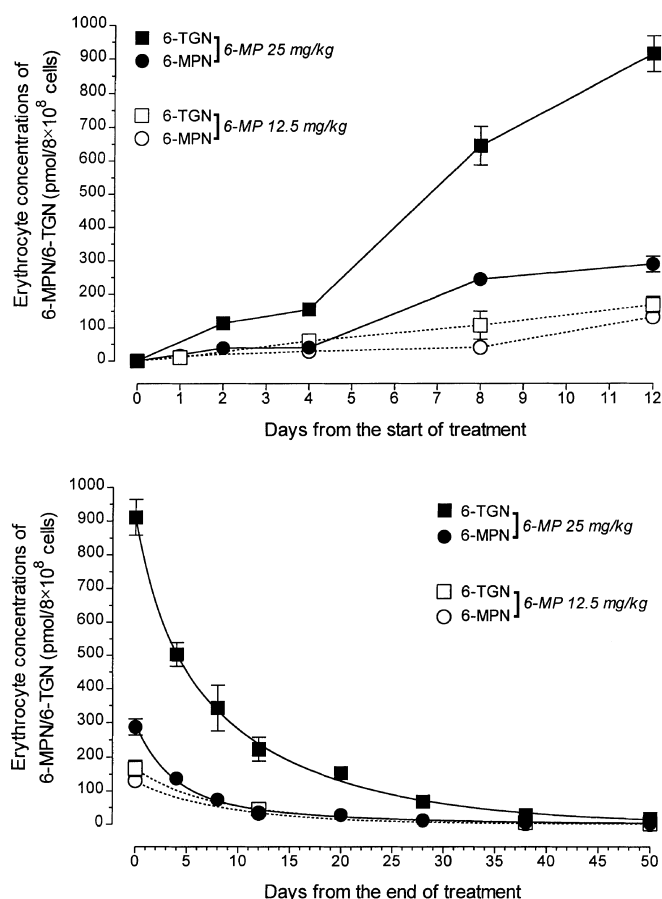 1000
900
800
700
600
500
400
300
200
100
0
Erythrocyte concentrations of
6-MPN/6-TGN (pmol/8×10⁸ cells)
6-TGN
6-MPN
6-MP 25 mg/kg
6-TGN
6-MPN
6-MP 12.5 mg/kg
0 1 2 3 4 5 6 7 8 9 10 11 12
Days from the start of treatment
1000
900
800
700
600
500
400
300
200
100
0
Erythrocyte concentrations of
6-MPN/6-TGN (pmol/8×10⁸ cells)
6-TGN
6-MPN
6-MP 25 mg/kg
6-TGN
6-MPN
6-MP 12.5 mg/kg
0 5 10 15 20 25 30 35 40 45 50
Days from the end of treatment